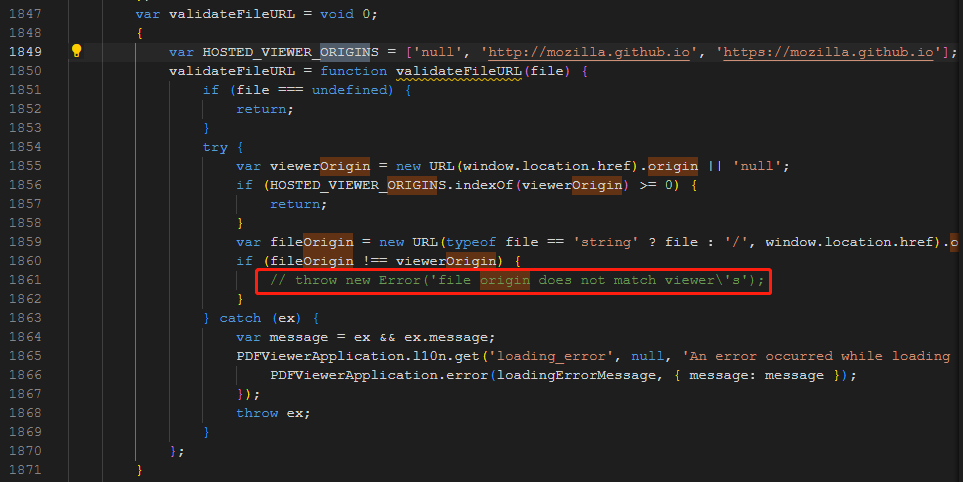 1847 var validateFileURL = void 0;
1848 {
1849 var HOSTED_VIEWER_ORIGINS = ['null', 'http://mozilla.github.io', 'https://mozilla.github.io'];
1850 validateFileURL = function validateFileURL(file) {
1851 if (file === undefined) {
1852 return;
1853 }
1854 try {
1855 var viewerOrigin = new URL(window.location.href).origin || 'null';
1856 if (HOSTED_VIEWER_ORIGINS.indexOf(viewerOrigin) >= 0) {
1857 return;
1858 }
1859 var fileOrigin = new URL(typeof file == 'string' ? file : '/', window.location.href).o
1860 if (fileOrigin !== viewerOrigin) {
1861 // throw new Error('file origin does not match viewer\'s');
1862 }
1863 } catch (ex) {
1864 var message = ex && ex.message;
1865 PDFViewerApplication.l10n.get('loading_error', null, 'An error occurred while loading
1866 PDFViewerApplication.error(loadingErrorMessage, { message: message });
1867 });
1868 throw ex;
1869 }
1870 };
1871 }